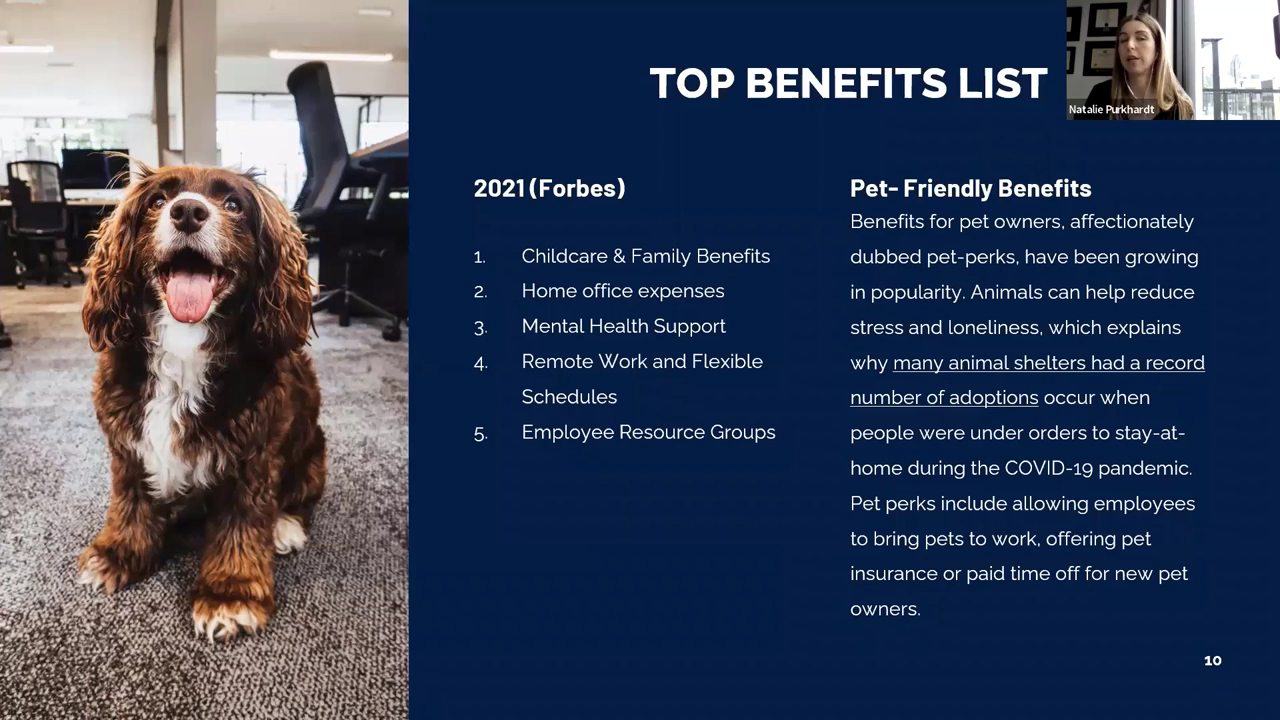 TOP BENEFITS LIST
Natalie Purkhardt
2021 (Forbes)
1. Childcare & Family Benefits
2. Home office expenses
3. Mental Health Support
4. Remote Work and Flexible
Schedules
5. Employee Resource Groups
Pet- Friendly Benefits
Benefits for pet owners, affectionately
dubbed pet-perks, have been growing
in popularity. Animals can help reduce
stress and loneliness, which explains
why many animal shelters had a record
number of adoptions occur when
people were under orders to stay-at-
home during the COVID-19 pandemic.
Pet perks include allowing employees
to bring pets to work, offering pet
insurance or paid time off for new pet
owners.
10